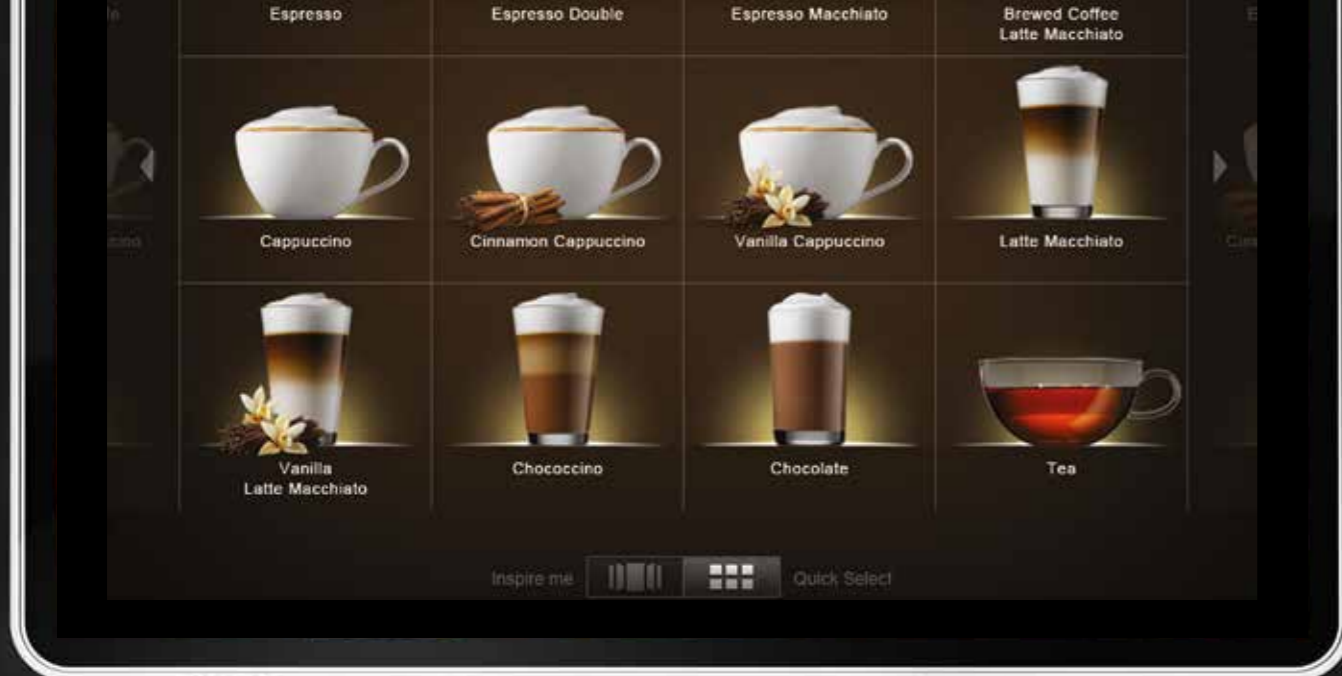 Espresso
Espresso Double
Espresso Macchiato
Brewed Coffee
Latte Macchiato
Cappuccino
Cinnamon Cappuccino
Vanilla Cappuccino
Latte Macchiato
Vanilla
Latte Macchiato
Chococcino
Chocolate
Tea
Inspire me
Quick Select